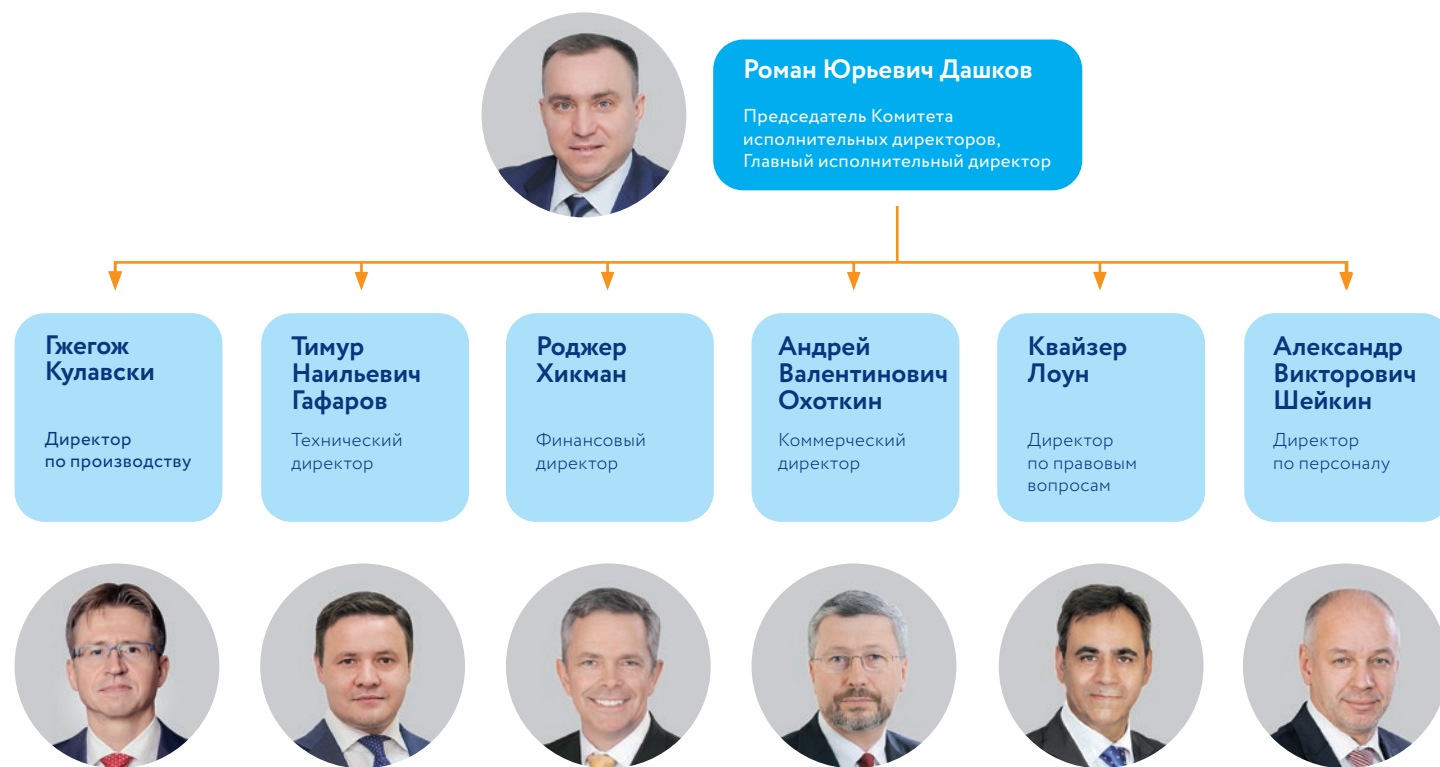 Роман Юрьевич Дашков
Председатель Комитета
исполнительных директоров,
Главный исполнительный директор
Гжегож
Кулавски
Директор
по производству
Тимур
Наильевич
Гафаров
Технический
директор
Роджер
Хикман
Финансовый
директор
Андрей
Валентинович
Охоткин
Коммерческий
директор
Квайзер
Лоун
Директор
по правовым
вопросам
Александр
Викторович
Шейкин
Директор
по персоналу